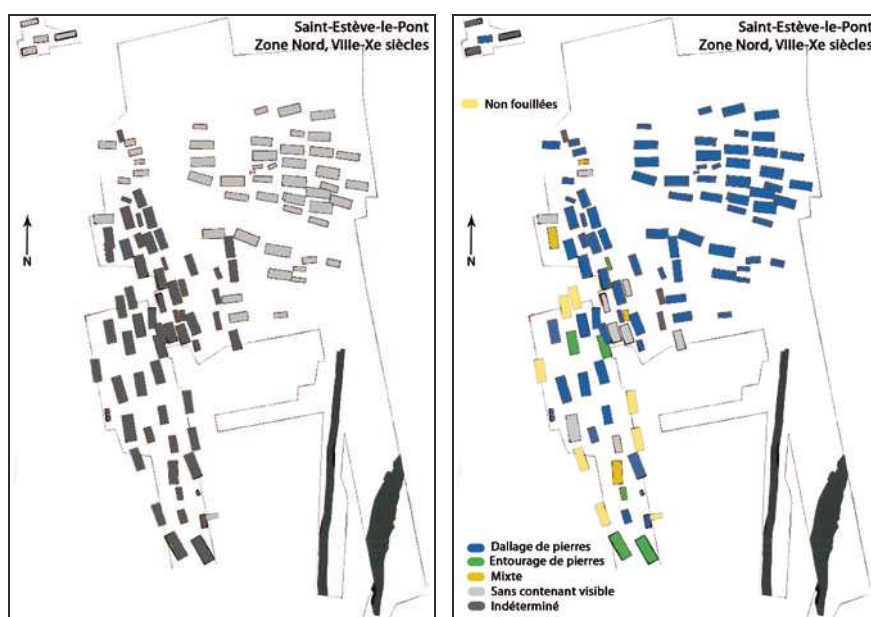 Saint-Estève-le-Pont
Zone Nord, VIIIe-Xe siècles
N
Saint-Estève-le-Pont
Zone Nord, VIIIe-Xe siècles
Non fouillées
N
Dallage de pierres
Entourage de pierres
Mixte
Sans contenant visible
Indéterminé